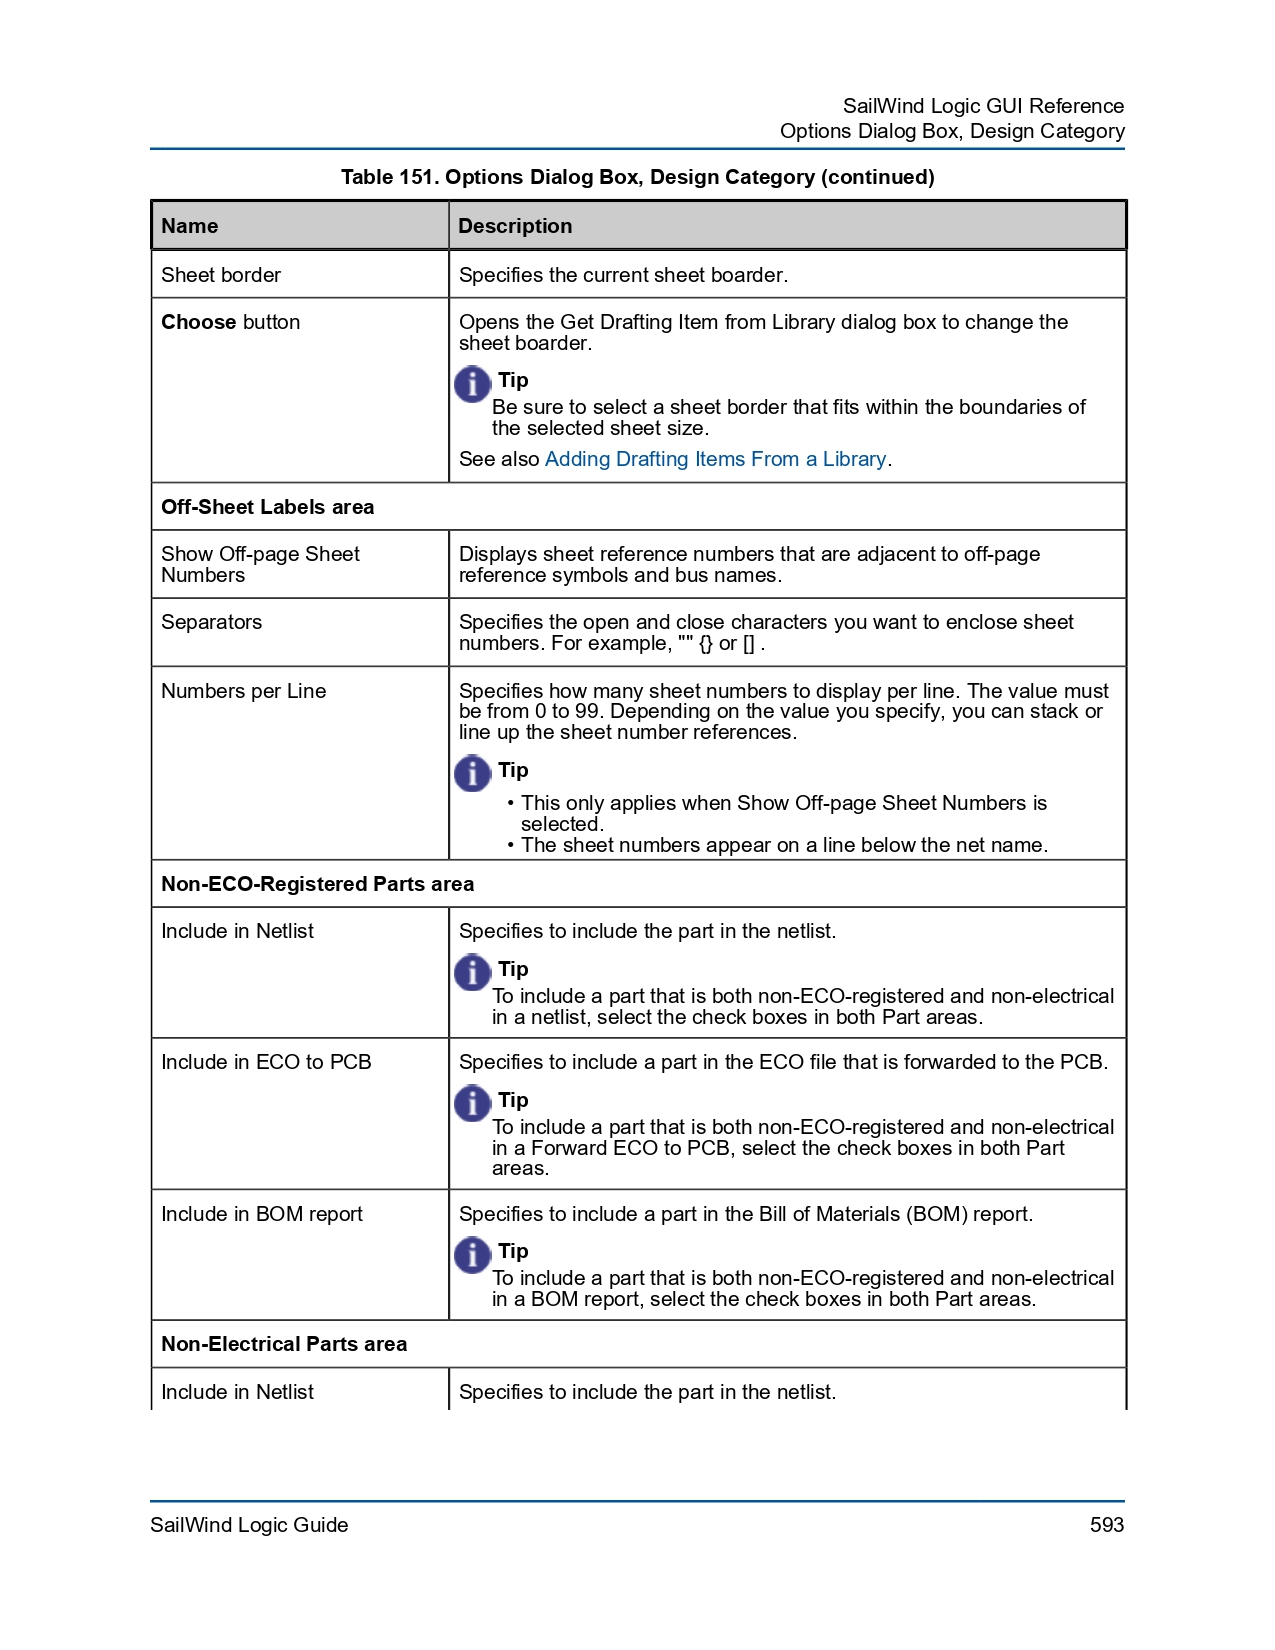 SailWind Logic GUI Reference
Options Dialog Box, Design Category
Table 151. Options Dialog Box, Design Category (continued)
Name
Description
Sheet border
Specifies the current sheet boarder.
Choose button
Opens the Get Drafting Item from Library dialog box to change the
sheet boarder.
Tip
Be sure to select a sheet border that fits within the boundaries of
the selected sheet size.
See also Adding Drafting Items From a Library.
Off-Sheet Labels area
Show Off-page Sheet
Numbers
Displays sheet reference numbers that are adjacent to off-page
reference symbols and bus names.
Separators
Specifies the open and close characters you want to enclose sheet
numbers. For example, "" {} or [] .
Numbers per Line
Specifies how many sheet numbers to display per line. The value must
be from 0 to 99. Depending on the value you specify, you can stack or
line up the sheet number references.
Tip
• This only applies when Show Off-page Sheet Numbers is
selected.
• The sheet numbers appear on a line below the net name.
Non-ECO-Registered Parts area
Include in Netlist
Specifies to include the part in the netlist.
Tip
To include a part that is both non-ECO-registered and non-electrical
in a netlist, select the check boxes in both Part areas.
Include in ECO to PCB
Specifies to include a part in the ECO file that is forwarded to the PCB.
Tip
To include a part that is both non-ECO-registered and non-electrical
in a Forward ECO to PCB, select the check boxes in both Part
areas.
Include in BOM report
Specifies to include a part in the Bill of Materials (BOM) report.
Tip
To include a part that is both non-ECO-registered and non-electrical
in a BOM report, select the check boxes in both Part areas.
Non-Electrical Parts area
Include in Netlist
Specifies to include the part in the netlist.
SailWind Logic Guide
593